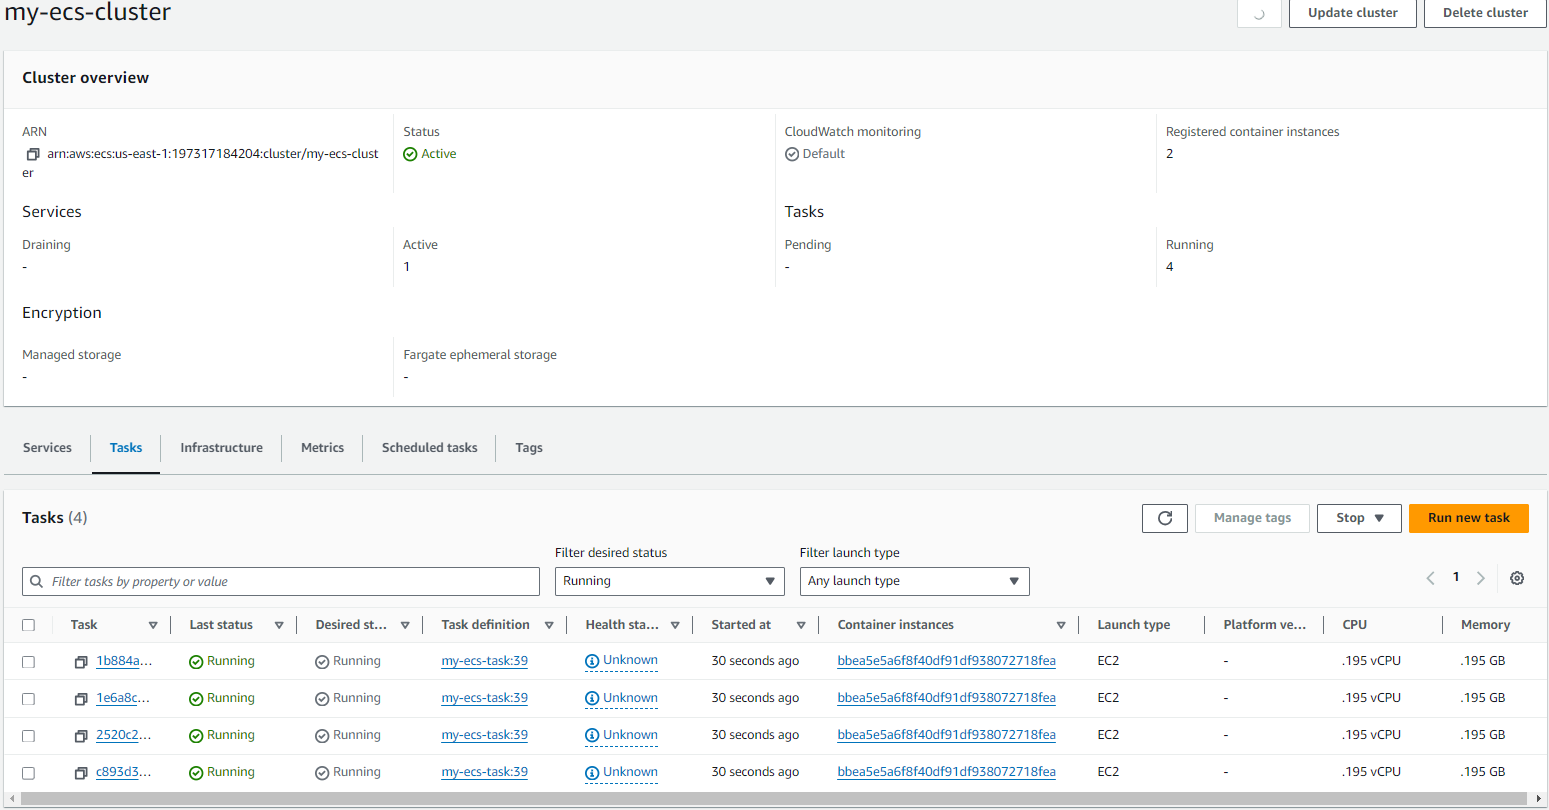 my-ecs-cluster
Update cluster
Delete cluster
Cluster overview
ARN
arn:aws:ecs:us-east-1:197317184204:cluster/my-ecs-clust
er
Status
Active
CloudWatch monitoring
Default
Registered container instances
2
Services
Tasks
Draining
-
Active
1
Pending
-
Running
4
Encryption
Managed storage
-
Fargate ephemeral storage
-
Services Tasks Infrastructure Metrics Scheduled tasks Tags
Tasks (4)
Manage tags Stop Run new task
Filter desired status Filter launch type
Filter tasks by property or value Running Any launch type 1
Task Last status Desired st... Task definition Health sta... Started at Container instances Launch type Platform ve... CPU Memory
1b884a... Running Running my-ecs-task:39 Unknown 30 seconds ago bbea5e5a6f8f40df91df938072718fea EC2 - .195 vCPU .195 GB
1e6a8c... Running Running my-ecs-task:39 Unknown 30 seconds ago bbea5e5a6f8f40df91df938072718fea EC2 - .195 vCPU .195 GB
2520c2... Running Running my-ecs-task:39 Unknown 30 seconds ago bbea5e5a6f8f40df91df938072718fea EC2 - .195 vCPU .195 GB
c893d3... Running Running my-ecs-task:39 Unknown 30 seconds ago bbea5e5a6f8f40df91df938072718fea EC2 - .195 vCPU .195 GB